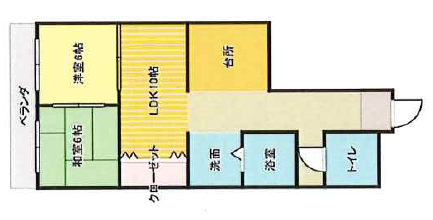 ベランダ
洋室6帖
和室6帖
LDK10帖
クローゼット
台所
洗面
浴室
トイレ